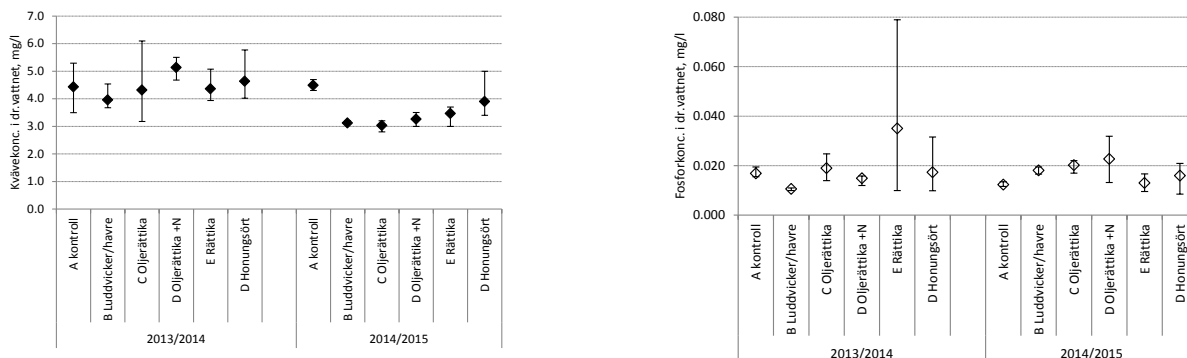 Kvävekonc. i dr.vattnet, mg/l
7.0
6.0
5.0
4.0
3.0
2.0
1.0
0.0
A kontroll
B Luddvicker/havre
C Oljerättika
D Oljerättika +N
E Rättika
D Honungsört
A kontroll
B Luddvicker/havre
C Oljerättika
D Oljerättika +N
E Rättika
D Honungsört
2013/2014
2014/2015
Fosforkonc. i dr.vattnet, mg/l
0.080
0.060
0.040
0.020
0.000
A kontroll
B Luddvicker/havre
C Oljerättika
D Oljerättika +N
E Rättika
D Honungsört
A kontroll
B Luddvicker/havre
C Oljerättika
D Oljerättika +N
E Rättika
D Honungsört
2013/2014
2014/2015